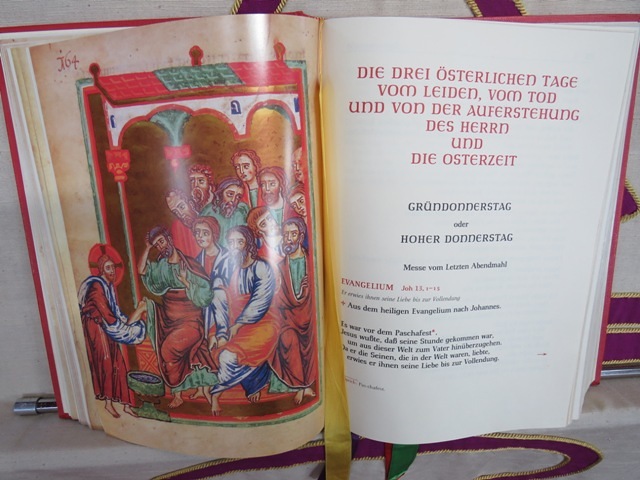 164
DIE DREI ÖSTERLICHEN TAGE
VOM LEIDEN, VOM TOD
UND VON DER AUFERSTEHUNG
DES HERRN
UND
DIE OSTERZEIT
GRÜNDONNERSTAG
oder
HOHER DONNERSTAG
Messe vom Letzten Abendmahl
EVANGELIUM Joh 13, 1-15
Er erwies ihnen seine Liebe bis zur Vollendung
+ Aus dem heiligen Evangelium nach Johannes.
Es war vor dem Paschafest*.
Jesus wußte, daß seine Stunde gekommen war,
um aus dieser Welt zum Vater hinüberzugehen.
Da er die Seinen, die in der Welt waren, liebte,
erwies er ihnen seine Liebe bis zur Vollendung.